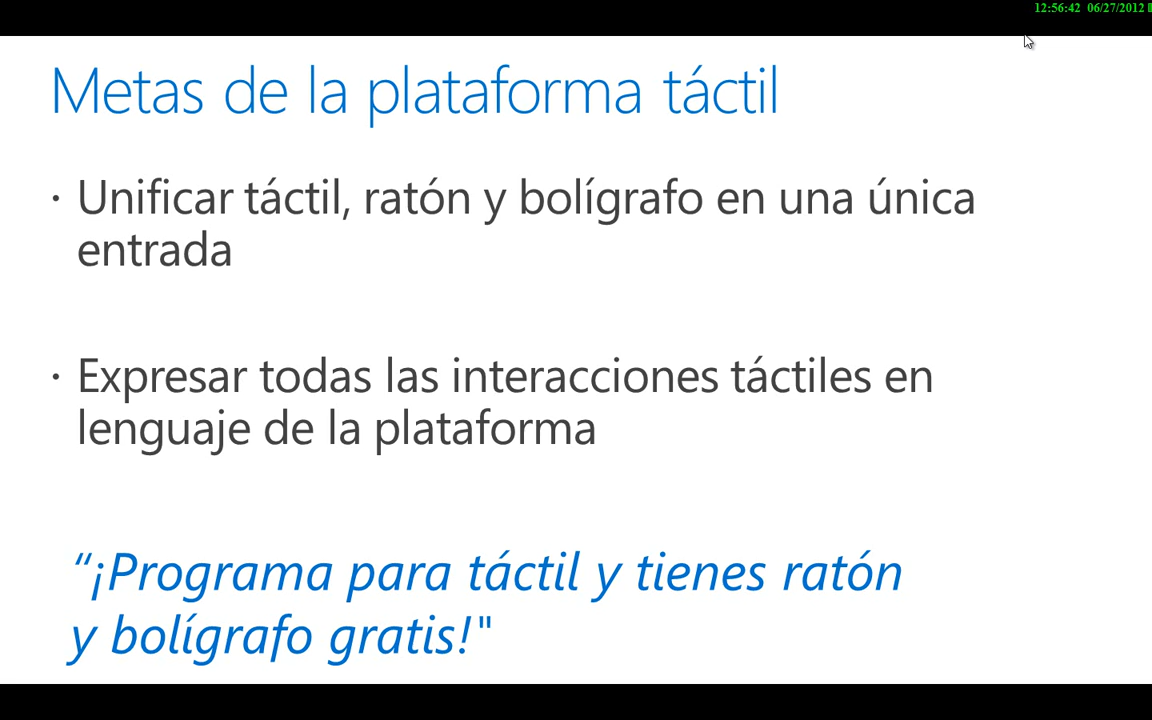 12:56:42 06/27/2012
Metas de la plataforma táctil
· Unificar táctil, ratón y bolígrafo en una única
entrada
· Expresar todas las interacciones táctiles en
lenguaje de la plataforma
“¡Programa para táctil y tienes ratón
y bolígrafo gratis!"